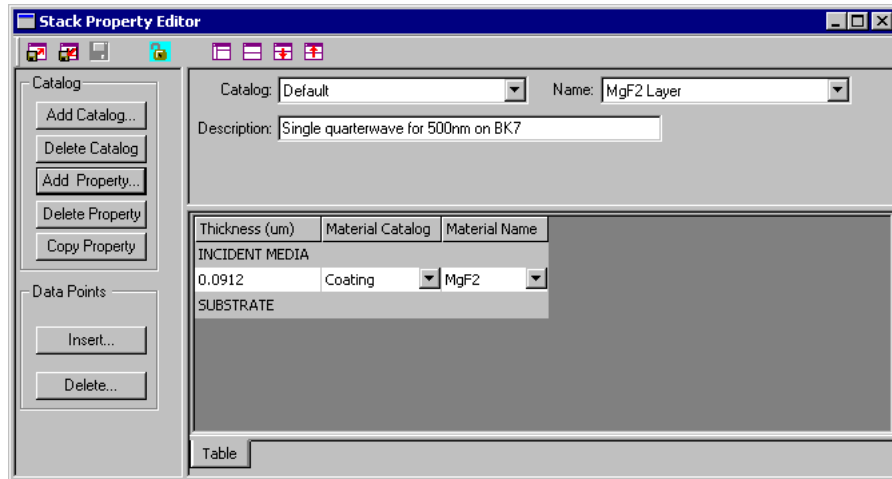 Stack Property Editor
Catalog
Add Catalog...
Delete Catalog
Add Property...
Delete Property
Copy Property
Data Points
Insert...
Delete...
Catalog: Default Name: MgF2 Layer
Description: Single quarterwave for 500nm on BK7
Thickness (um) Material Catalog Material Name
INCIDENT MEDIA
0.0912 Coating MgF2
SUBSTRATE
Table